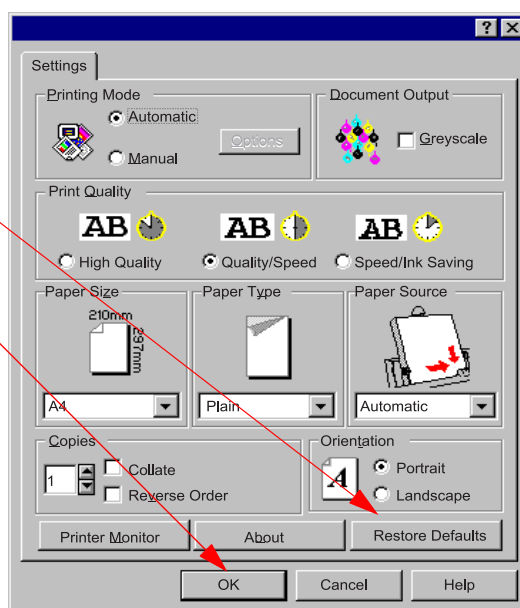 Settings
Printing Mode
Automatic
Manual
Options
Document Output
Greyscale
Print Quality
AB
AB
AB
High Quality
Quality/Speed
Speed/Ink Saving
Paper Size
210mm
297mm
A4
Paper Type
Plain
Paper Source
Automatic
Copies
1
Collate
Reverse Order
Orientation
A
Portrait
Landscape
Printer Monitor
About
Restore Defaults
OK
Cancel
Help